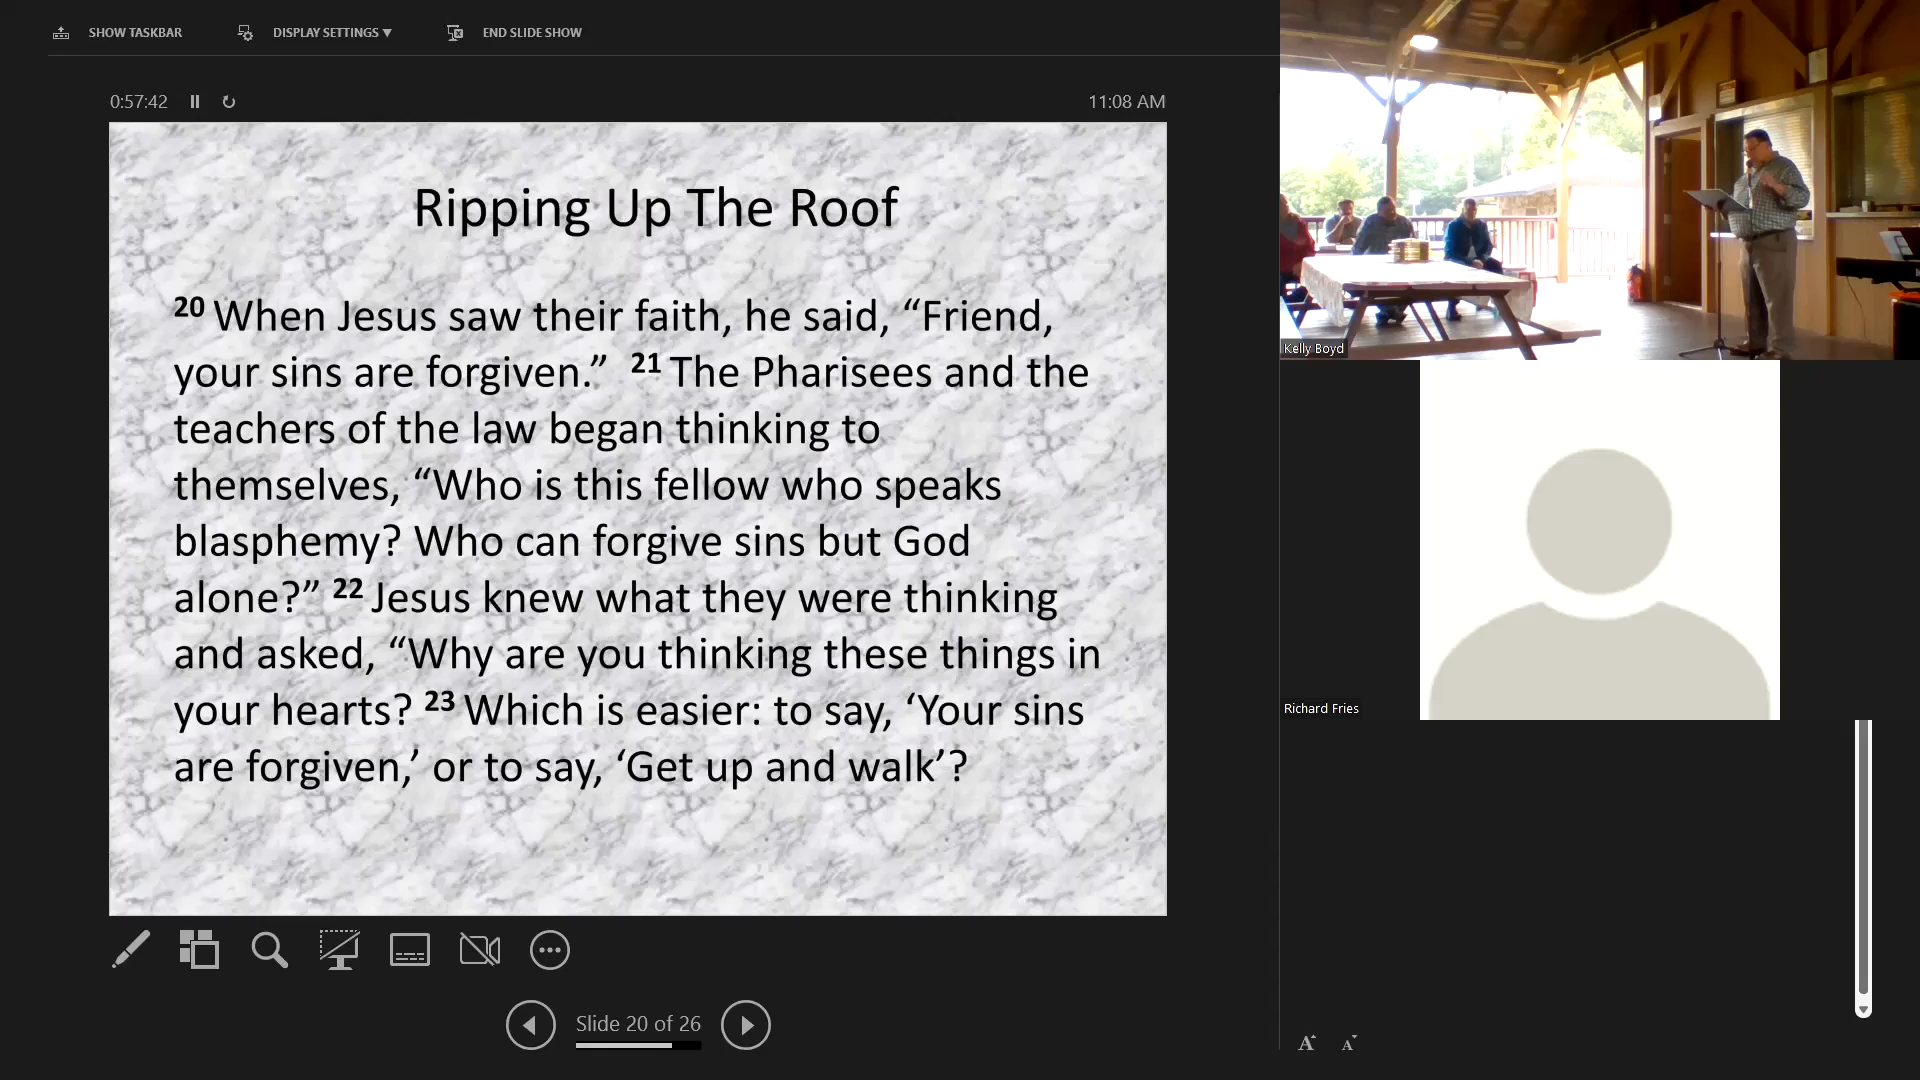 SHOW TASKBAR
DISPLAY SETTINGS ▼
END SLIDE SHOW
0:57:42
11:08 AM
Ripping Up The Roof
20 When Jesus saw their faith, he said, “Friend,
your sins are forgiven.” 21 The Pharisees and the
teachers of the law began thinking to
themselves, “Who is this fellow who speaks
blasphemy? Who can forgive sins but God
alone?” 22 Jesus knew what they were thinking
and asked, “Why are you thinking these things in
your hearts? 23 Which is easier: to say, ‘Your sins
are forgiven,’ or to say, ‘Get up and walk’?
Slide 20 of 26
Kelly Boyd
Richard Fries
A A